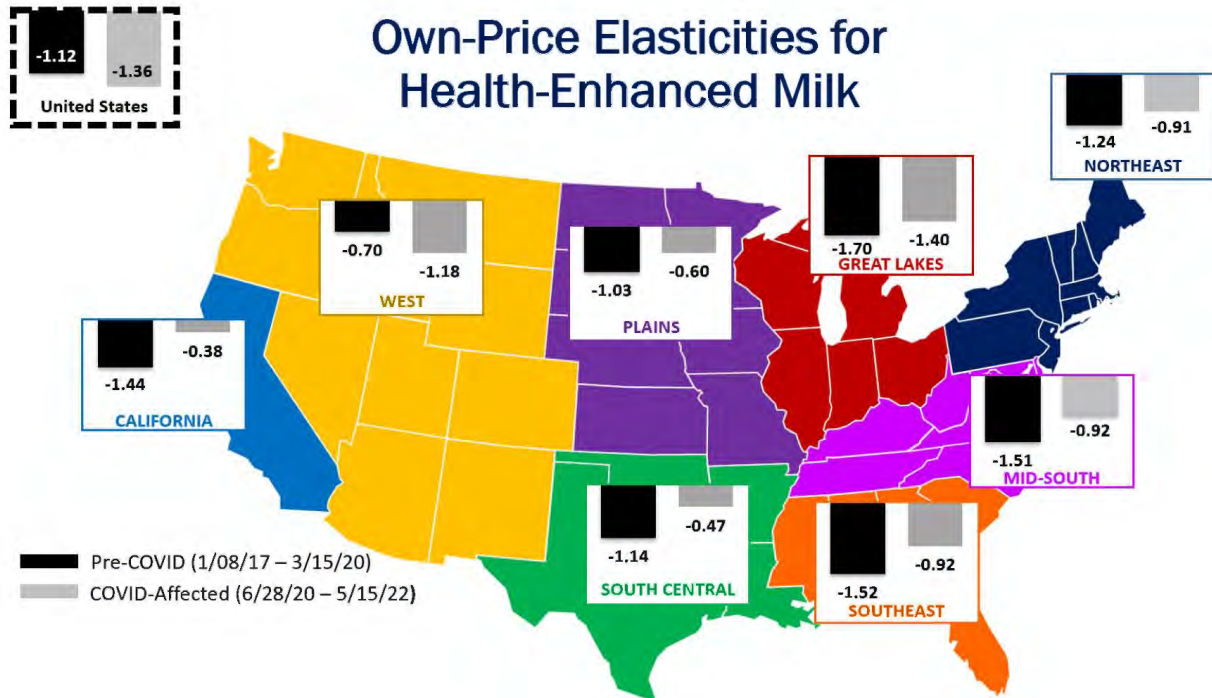 Own-Price Elasticities for
Health-Enhanced Milk
-1.12
-1.36
United States
-1.24
-0.91
NORTHEAST
-1.70
-1.40
GREAT LAKES
-0.70
-1.18
WEST
-1.03
-0.60
PLAINS
-1.44
-0.38
CALIFORNIA
-1.51
-0.92
MID-SOUTH
-1.14
-0.47
SOUTH CENTRAL
-1.52
-0.92
SOUTHEAST
Pre-COVID (1/08/17 – 3/15/20)
COVID-Affected (6/28/20 – 5/15/22)